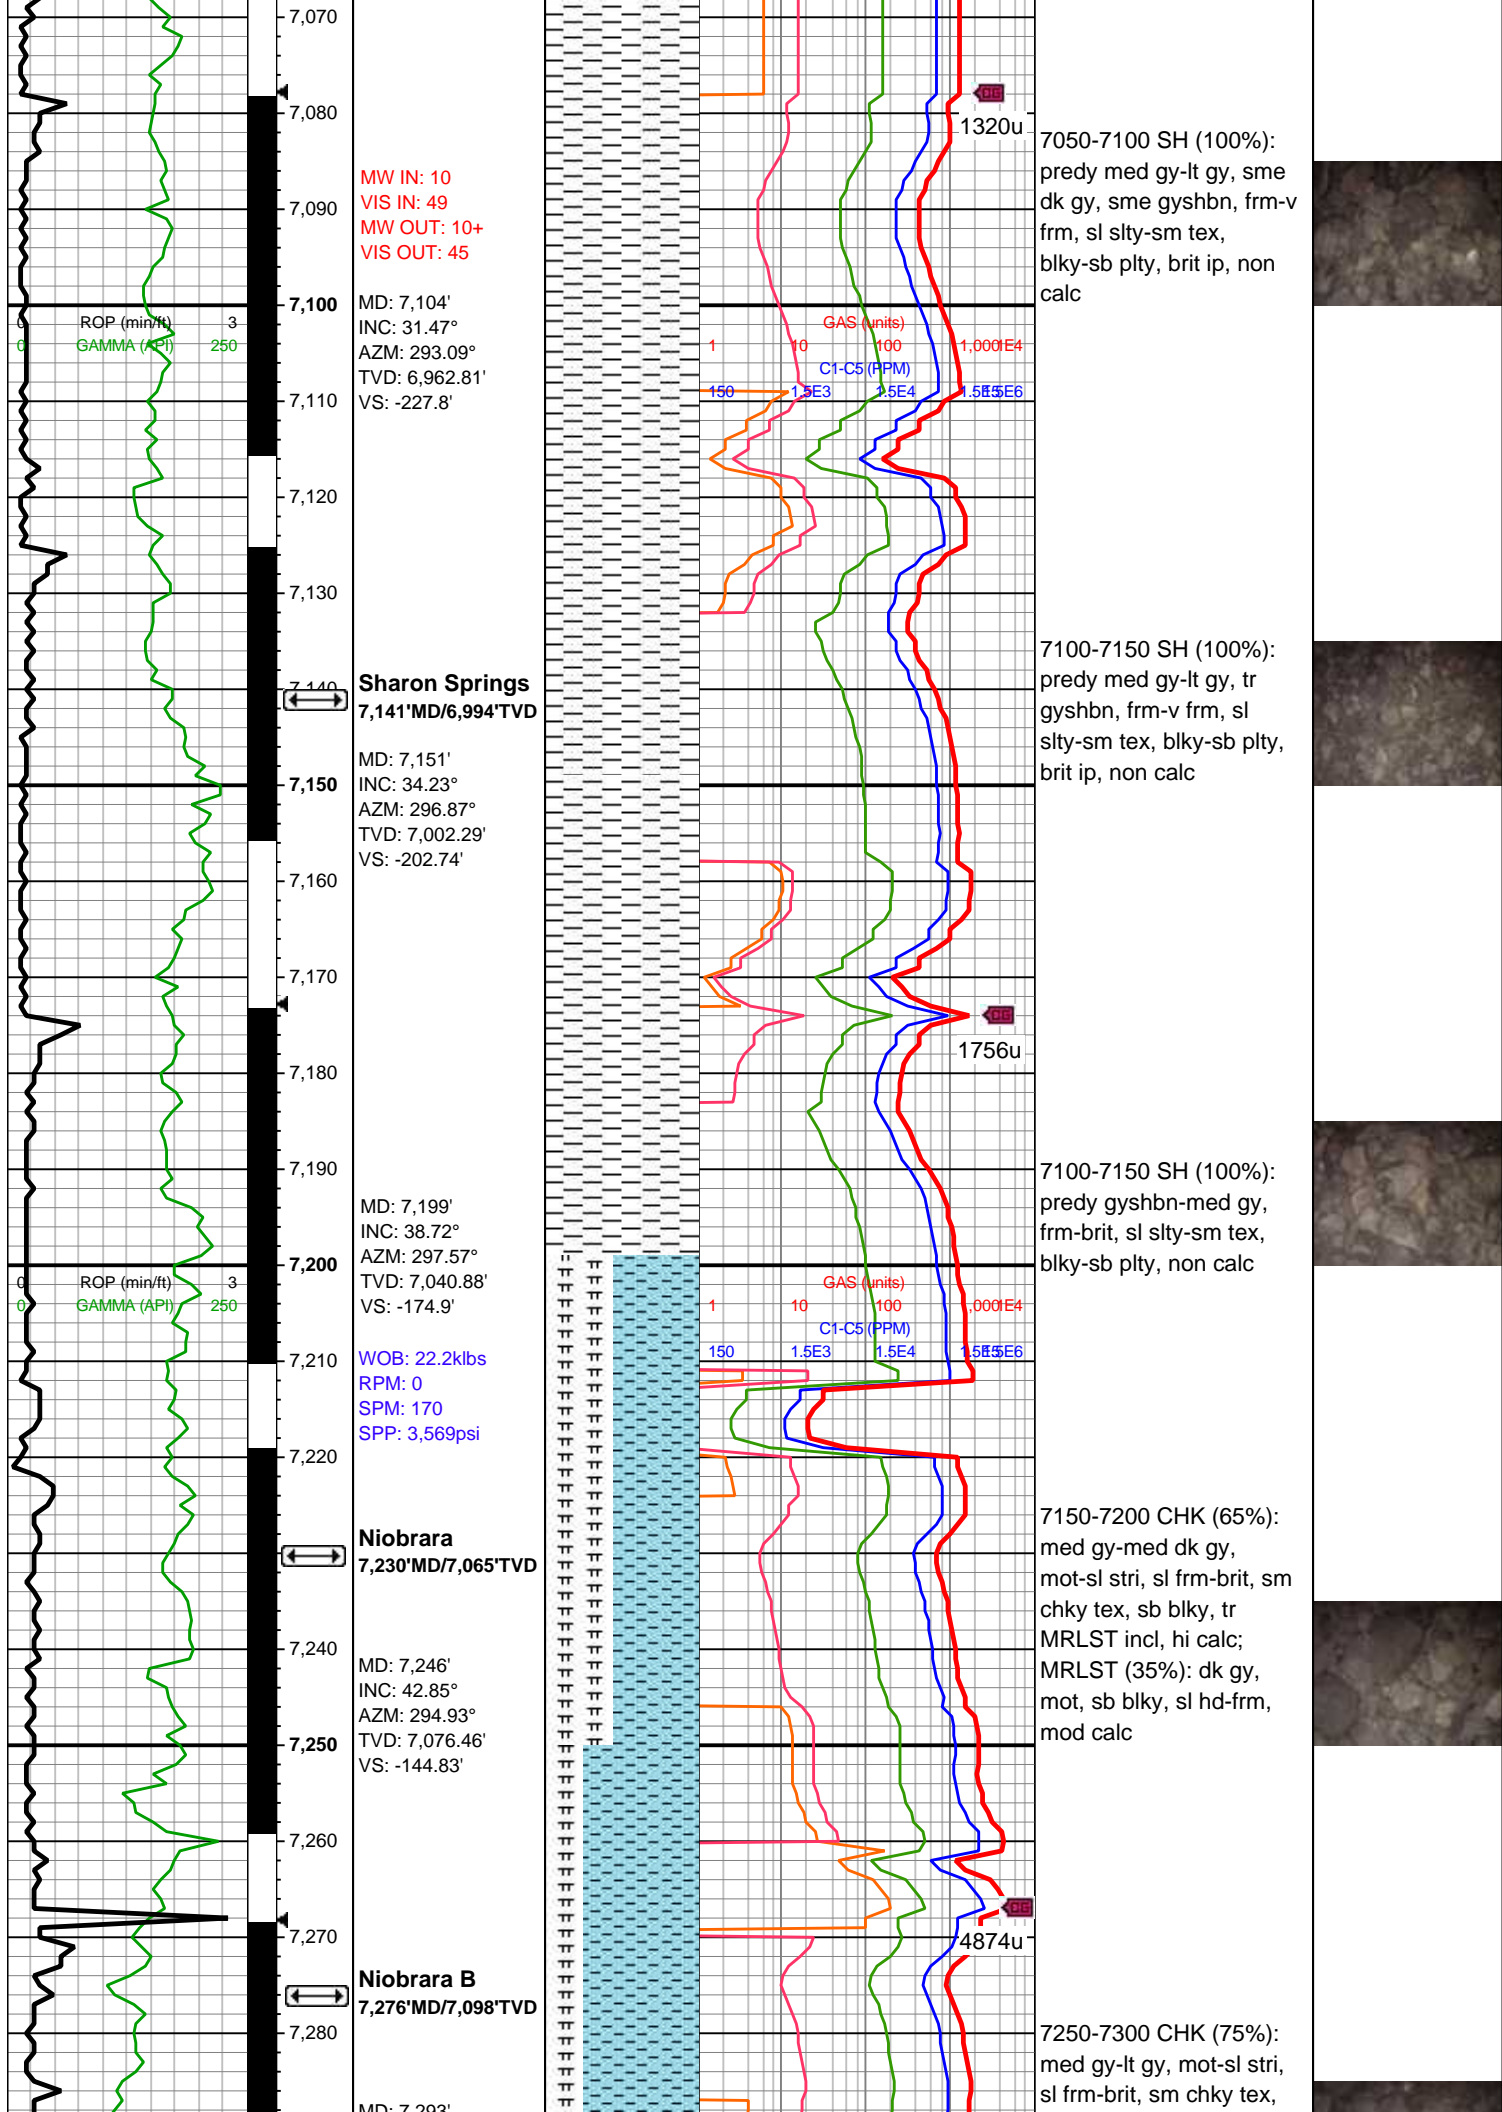 7,070
7,080
1320u
7050-7100 SH (100%):
predy med gy-lt gy, sme
dk gy, sme gyshbn, frm-v
frm, sl slty-sm tex,
blky-sb plty, brit ip, non
calc
MW IN: 10
VIS IN: 49
MW OUT: 10+
VIS OUT: 45
7,090
7,100
MD: 7,104'
INC: 31.47°
AZM: 293.09°
TVD: 6,962.81'
VS: -227.8'
0 ROP (min/ft) 3
0 GAMMA (API) 250
GAS (units)
1 10 100 1,000 1E4
C1-C5 (PPM)
150 1.5E3 1.5E4 1.5E5 1.5E6
7,110
7,120
7,130
7,140
Sharon Springs
7,141'MD/6,994'TVD
7100-7150 SH (100%):
predy med gy-lt gy, tr
gyshbn, frm-v frm, sl
slty-sm tex, blky-sb plty,
brit ip, non calc
MD: 7,151'
INC: 34.23°
AZM: 296.87°
TVD: 7,002.29'
VS: -202.74'
7,150
7,160
7,170
CG
1756u
7,180
7,190
7100-7150 SH (100%):
predy gyshbn-med gy,
frm-brit, sl slty-sm tex,
blky-sb plty, non calc
MD: 7,199'
INC: 38.72°
AZM: 297.57°
TVD: 7,040.88'
VS: -174.9'
7,200
0 ROP (min/ft) 3
0 GAMMA (API) 250
GAS (units)
1 10 100 1,000 1E4
C1-C5 (PPM)
150 1.5E3 1.5E4 1.5E5 1.5E6
7,210
WOB: 22.2klbs
RPM: 0
SPM: 170
SPP: 3,569psi
7,220
Niobrara
7,230'MD/7,065'TVD
7150-7200 CHK (65%):
med gy-med dk gy,
mot-sl stri, sl frm-brit, sm
chky tex, sb blky, tr
MRLST incl, hi calc;
MRLST (35%): dk gy,
mot, sb blky, sl hd-frm,
mod calc
7,240
MD: 7,246'
INC: 42.85°
AZM: 294.93°
TVD: 7,076.46'
VS: -144.83'
7,250
7,260
CG
4874u
7,270
Niobrara B
7,276'MD/7,098'TVD
7,280
7250-7300 CHK (75%):
med gy-lt gy, mot-sl stri,
sl frm-brit, sm chky tex,
MD: 7,293'